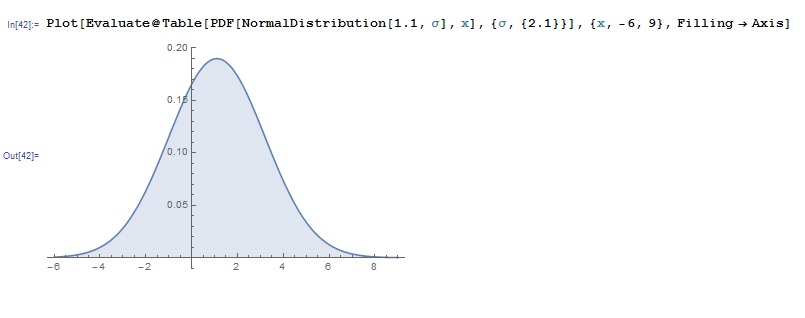 In[42]:= Plot[Evaluate@Table[PDF[NormalDistribution[1.1, σ], x], {σ, {2.1}}], {x, -6, 9}, Filling → Axis]
0.20
0.15
Out[42]=
0.10
0.05
-6 -4 -2 2 4 6 8